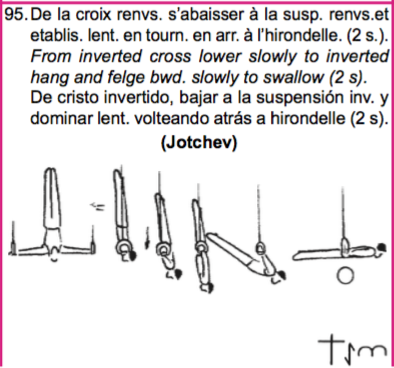 95. De la croix renvs. s'abaisser à la susp. renvs.et
etablis. lent. en tourn. en arr. à l'hirondelle. (2 s.).
From inverted cross lower slowly to inverted
hang and felge bwd. slowly to swallow (2 s).
De cristo invertido, bajar a la suspensión inv. y
dominar lent. volteando atrás a hirondelle (2 s).
(Jotchev)